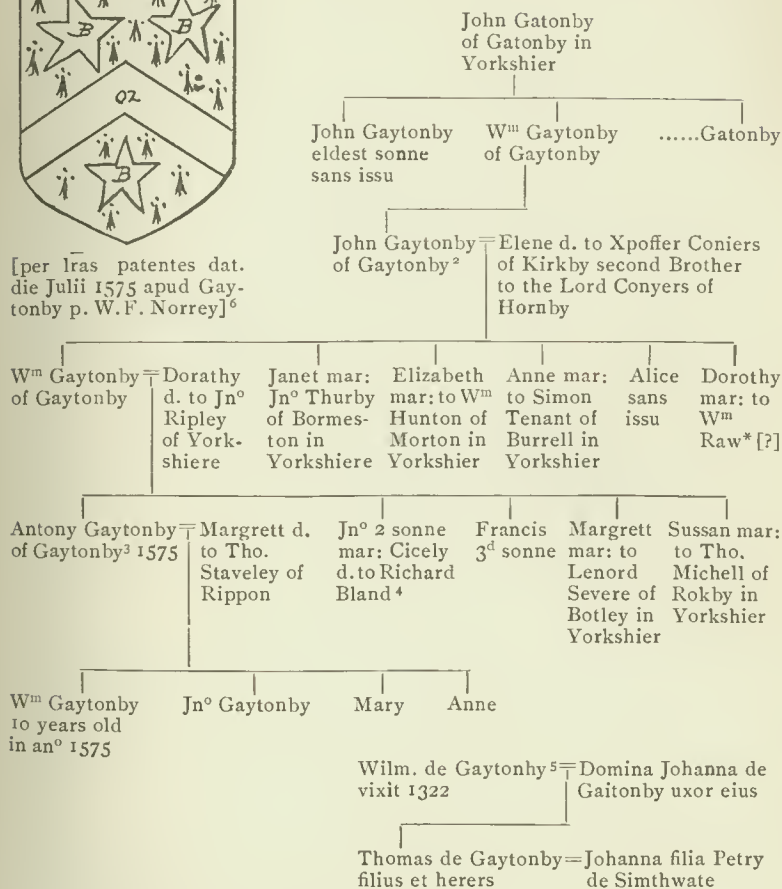 B
B
OZ
B
John Gatonby
of Gatonby in
Yorkshier
John Gaytonby
eldest sonne
sans issu
Wᵐ Gaytonby
of Gaytonby
......Gatonby
[per l̅r̅as patentes dat.
die Julii 1575 apud Gay-
tonby p. W.F. Norrey]⁶
John Gaytonby
of Gaytonby²
Elene d. to Xpoffer Coniers
of Kirkby second Brother
to the Lord Conyers of
Hornby
Wᵐ Gaytonby
of Gaytonby
Dorathy
d. to Jnº
Ripley
of York-
shiere
Janet mar:
Jnº Thurby
of Bormes-
ton in
Yorkshiere
Elizabeth
mar: to Wᵐ
Hunton of
Morton in
Yorkshier
Anne mar:
to Simon
Tenant of
Burrell in
Yorkshier
Alice
sans
issu
Dorothy
mar: to
Wᵐ
Raw* [?]
Antony Gaytonby
of Gaytonby³ 1575
Margrett d.
to Tho.
Staveley of
Rippon
Jnº 2 sonne
mar: Cicely
d. to Richard
Bland⁴
Francis
3ᵈ sonne
Margrett
mar: to
Lenord
Severe of
Botley in
Yorkshier
Sussan mar:
to Tho.
Michell of
Rokby in
Yorkshier
Wᵐ Gaytonby
10 years old
in anº 1575
Jnº Gaytonby
Mary
Anne
Wilm. de Gaytonhy⁵
vixit 1322
Domina Johanna de
Gaitonby uxor eius
Thomas de Gaytonby=Johanna filia Petry
filius et herers
de Simthwate